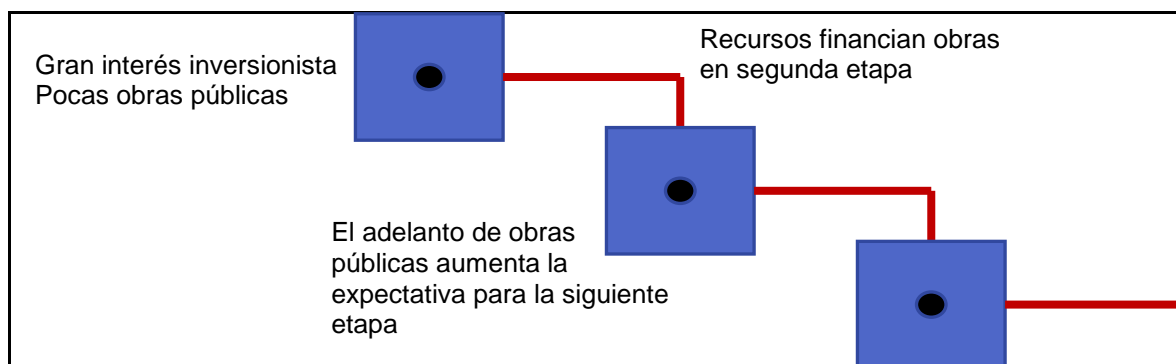 Gran interés inversionista
Pocas obras públicas
Recursos financian obras
en segunda etapa
El adelanto de obras
públicas aumenta la
expectativa para la siguiente
etapa